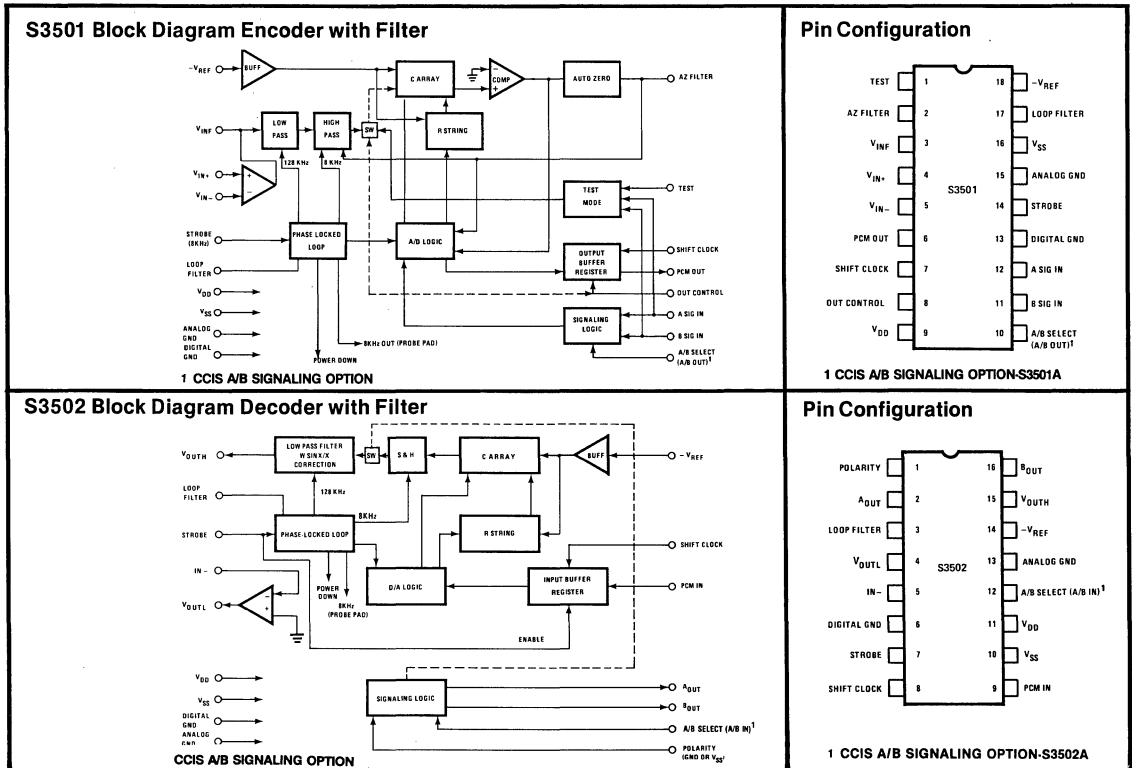 S3501 Block Diagram Encoder with Filter
-VREF
BUFF
C ARRAY
COMP
-
+
AUTO ZERO
AZ FILTER
VINF
LOW PASS
HIGH PASS
SW
R STRING
128 KHz
8 KHz
VIN+
VIN-
+
-
TEST MODE
TEST
STROBE (8KHz)
PHASE LOCKED LOOP
A/D LOGIC
OUTPUT BUFFER REGISTER
SHIFT CLOCK
PCM OUT
LOOP FILTER
OUT CONTROL
VDD
VSS
ANALOG GND
DIGITAL GND
SIGNALING LOGIC
A SIG IN
B SIG IN
A/B SELECT (A/B OUT)1
8KHz OUT (PROBE PAD)
POWER DOWN
1 CCIS A/B SIGNALING OPTION
Pin Configuration
TEST 1
18 -VREF
AZ FILTER 2
17 LOOP FILTER
VINF 3
16 VSS
VIN+ 4
15 ANALOG GND
S3501
VIN- 5
14 STROBE
PCM OUT 6
13 DIGITAL GND
SHIFT CLOCK 7
12 A SIG IN
OUT CONTROL 8
11 B SIG IN
VDD 9
10 A/B SELECT
(A/B OUT)1
1 CCIS A/B SIGNALING OPTION-S3501A
S3502 Block Diagram Decoder with Filter
VOUTH
LOW PASS FILTER
W SINX/X
CORRECTION
SW
S & H
C ARRAY
BUFF
-VREF
LOOP FILTER
128 KHz
8KHz
STROBE
PHASE-LOCKED LOOP
R STRING
SHIFT CLOCK
IN -
POWER DOWN
8KHz
(PROBE PAD)
D/A LOGIC
INPUT BUFFER REGISTER
PCM IN
VOUTL
-
+
ENABLE
VDD
VSS
DIGITAL GND
ANALOG GND
SIGNALING LOGIC
AOUT
BOUT
A/B SELECT (A/B IN)1
POLARITY
(GND OR VSS)
CCIS A/B SIGNALING OPTION
Pin Configuration
POLARITY 1
16 BOUT
AOUT 2
15 VOUTH
LOOP FILTER 3
14 -VREF
VOUTL 4
13 ANALOG GND
S3502
IN- 5
12 A/B SELECT (A/B IN)1
DIGITAL GND 6
11 VDD
STROBE 7
10 VSS
SHIFT CLOCK 8
9 PCM IN
1 CCIS A/B SIGNALING OPTION-S3502A